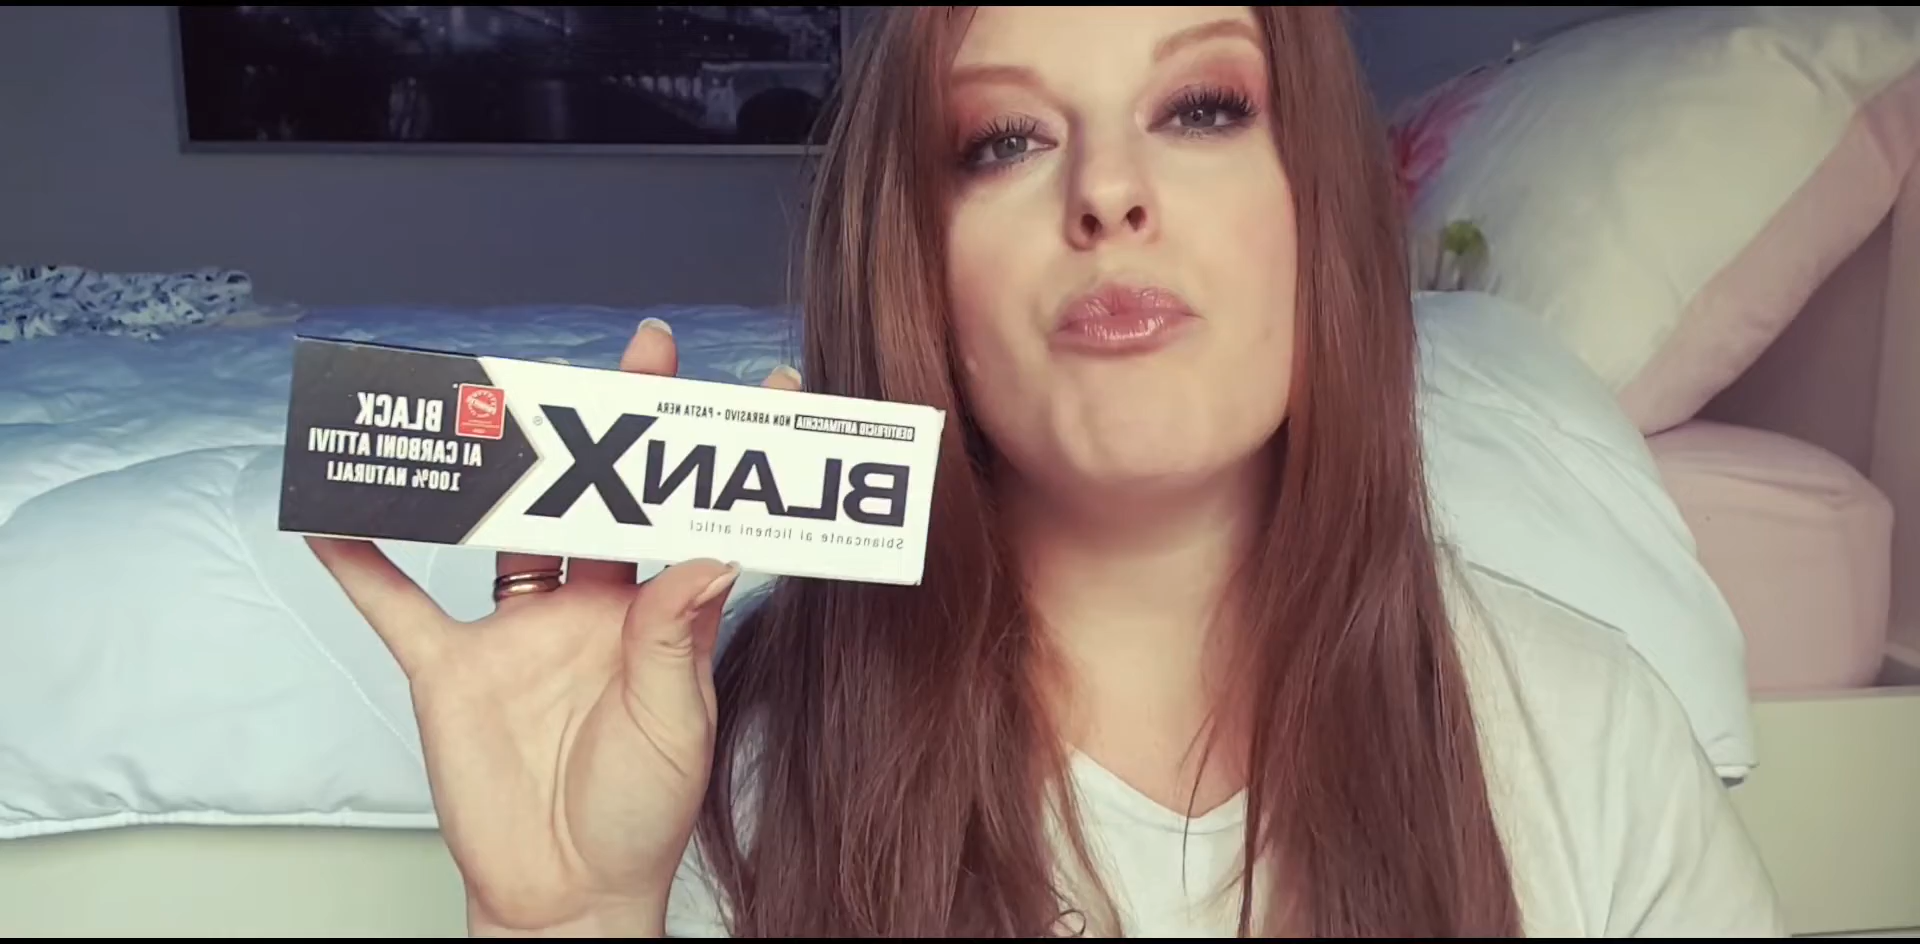 DENTIFRICIO ANTIMACCHIA NON ABRASIVO • PASTA NERA
BLANX®
Sbiancante ai licheni artici
BLACK
AI CARBONI ATTIVI
100% NATURALI